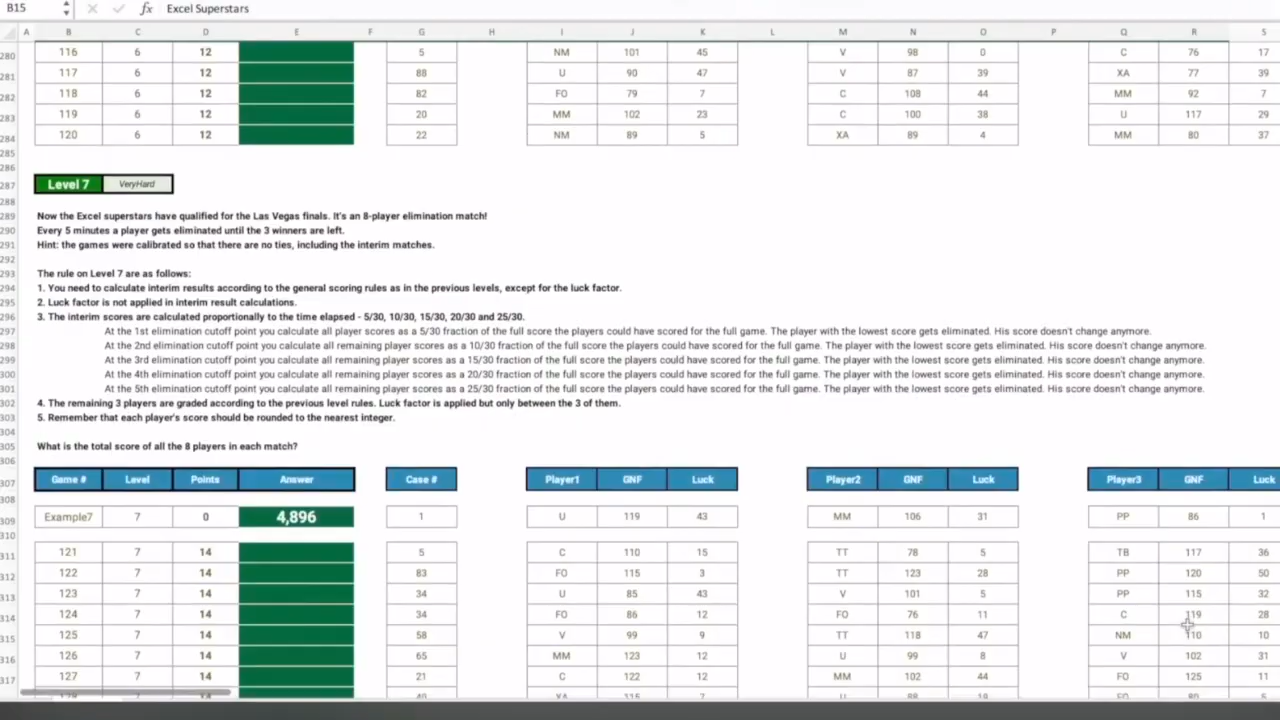 B15 fx Excel Superstars
A B C D E F G H I J K L M N O P Q R S
280 116 6 12 5 NM 101 45 V 98 0 C 76 17
281 117 6 12 88 U 90 47 V 87 39 XA 77 39
282 118 6 12 82 FO 79 7 C 108 44 MM 92 7
283 119 6 12 20 MM 102 23 C 100 38 U 117 29
284 120 6 12 22 NM 89 5 XA 89 4 MM 80 37
285
286
287 Level 7 VeryHard
288
289 Now the Excel superstars have qualified for the Las Vegas finals. It's an 8-player elimination match!
290 Every 5 minutes a player gets eliminated until the 3 winners are left.
291 Hint: the games were calibrated so that there are no ties, including the interim matches.
292
293 The rule on Level 7 are as follows:
294 1. You need to calculate interim results according to the general scoring rules as in the previous levels, except for the luck factor.
295 2. Luck factor is not applied in interim result calculations.
296 3. The interim scores are calculated proportionally to the time elapsed - 5/30, 10/30, 15/30, 20/30 and 25/30.
297 At the 1st elimination cutoff point you calculate all player scores as a 5/30 fraction of the full score the players could have scored for the full game. The player with the lowest score gets eliminated. His score doesn't change anymore.
298 At the 2nd elimination cutoff point you calculate all remaining player scores as a 10/30 fraction of the full score the players could have scored for the full game. The player with the lowest score gets eliminated. His score doesn't change anymore.
299 At the 3rd elimination cutoff point you calculate all remaining player scores as a 15/30 fraction of the full score the players could have scored for the full game. The player with the lowest score gets eliminated. His score doesn't change anymore.
300 At the 4th elimination cutoff point you calculate all remaining player scores as a 20/30 fraction of the full score the players could have scored for the full game. The player with the lowest score gets eliminated. His score doesn't change anymore.
301 At the 5th elimination cutoff point you calculate all remaining player scores as a 25/30 fraction of the full score the players could have scored for the full game. The player with the lowest score gets eliminated. His score doesn't change anymore.
302 4. The remaining 3 players are graded according to the previous level rules. Luck factor is applied but only between the 3 of them.
303 5. Remember that each player's score should be rounded to the nearest integer.
304
305 What is the total score of all the 8 players in each match?
306
307 Game # Level Points Answer Case # Player1 GNF Luck Player2 GNF Luck Player3 GNF Luck
308
309 Example7 7 0 4,896 1 U 119 43 MM 106 31 PP 86 1
310
311 121 7 14 5 C 110 15 TT 78 5 TB 117 36
312 122 7 14 83 FO 115 3 TT 123 28 PP 120 50
313 123 7 14 34 U 85 43 V 101 5 PP 115 32
314 124 7 14 34 FO 86 12 FO 76 11 C 119 28
315 125 7 14 58 V 99 9 TT 118 47 NM 110 10
316 126 7 14 65 MM 123 12 U 99 8 V 102 31
317 127 7 14 21 C 122 12 MM 102 44 FO 125 11